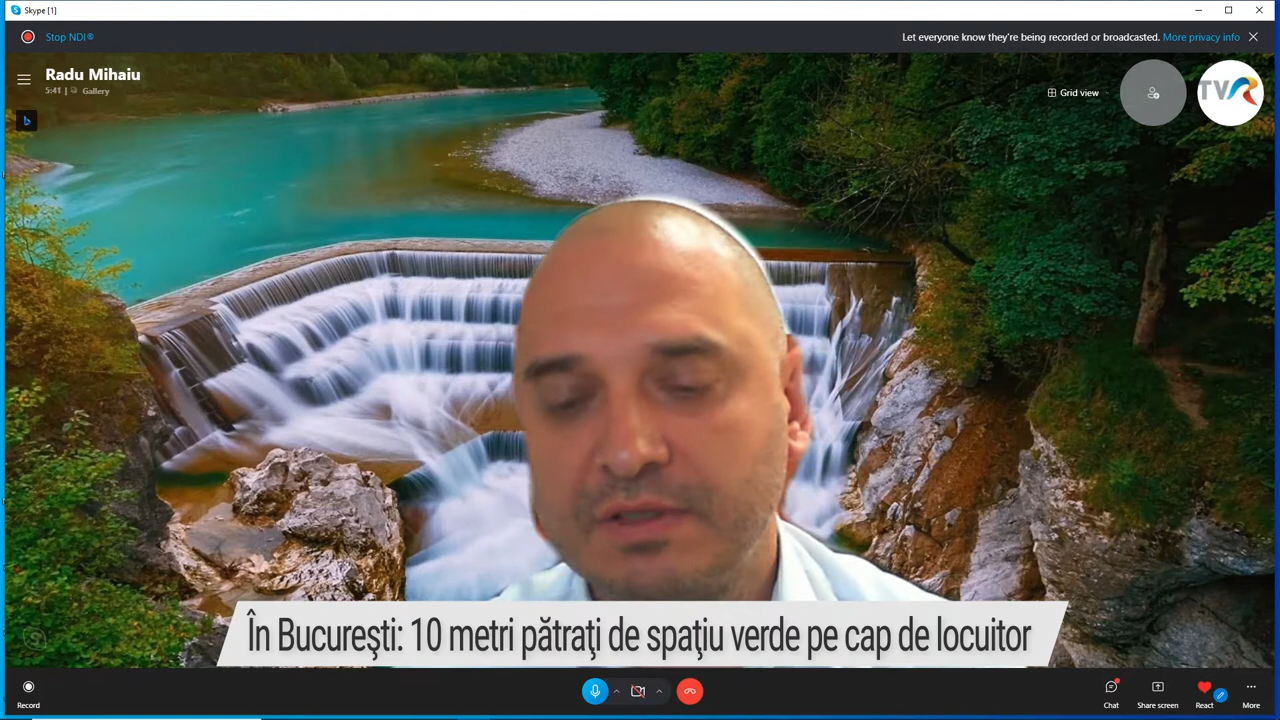 Skype [1]
Stop NDI®
Let everyone know they're being recorded or broadcasted. More privacy info
Radu Mihaiu
5:41 | Gallery
Grid view
TVR
În Bucureşti: 10 metri pătraţi de spaţiu verde pe cap de locuitor
Record
Chat
Share screen
React
More